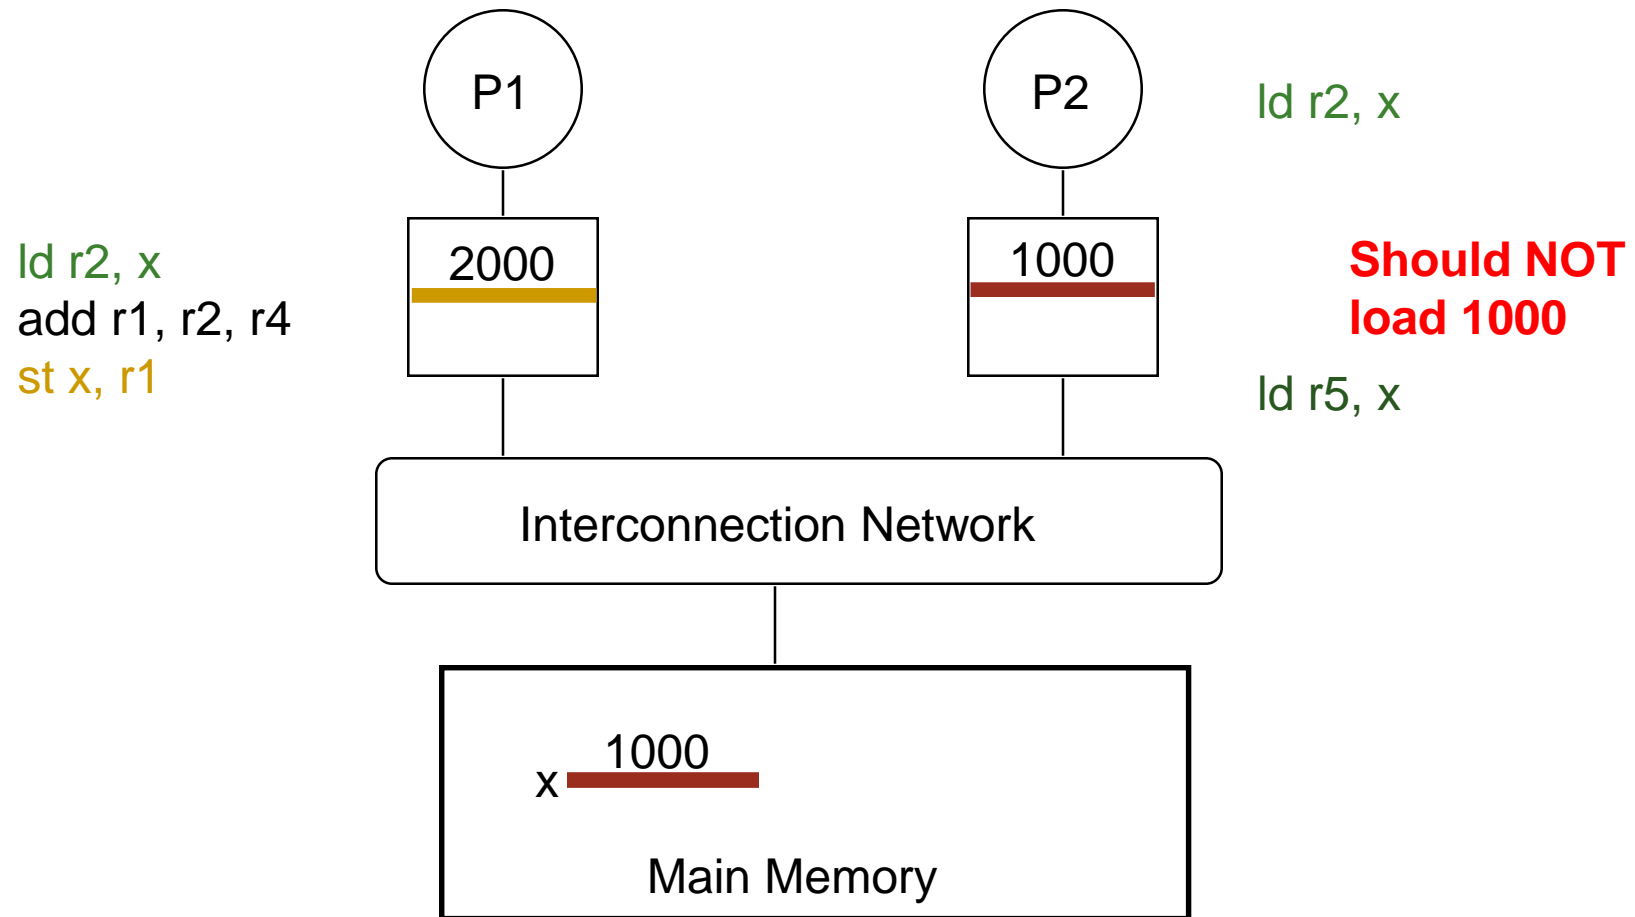 P1
P2
ld r2, x
ld r2, x
add r1, r2, r4
st x, r1
2000
1000
Should NOT
load 1000
ld r5, x
Interconnection Network
1000
x
Main Memory